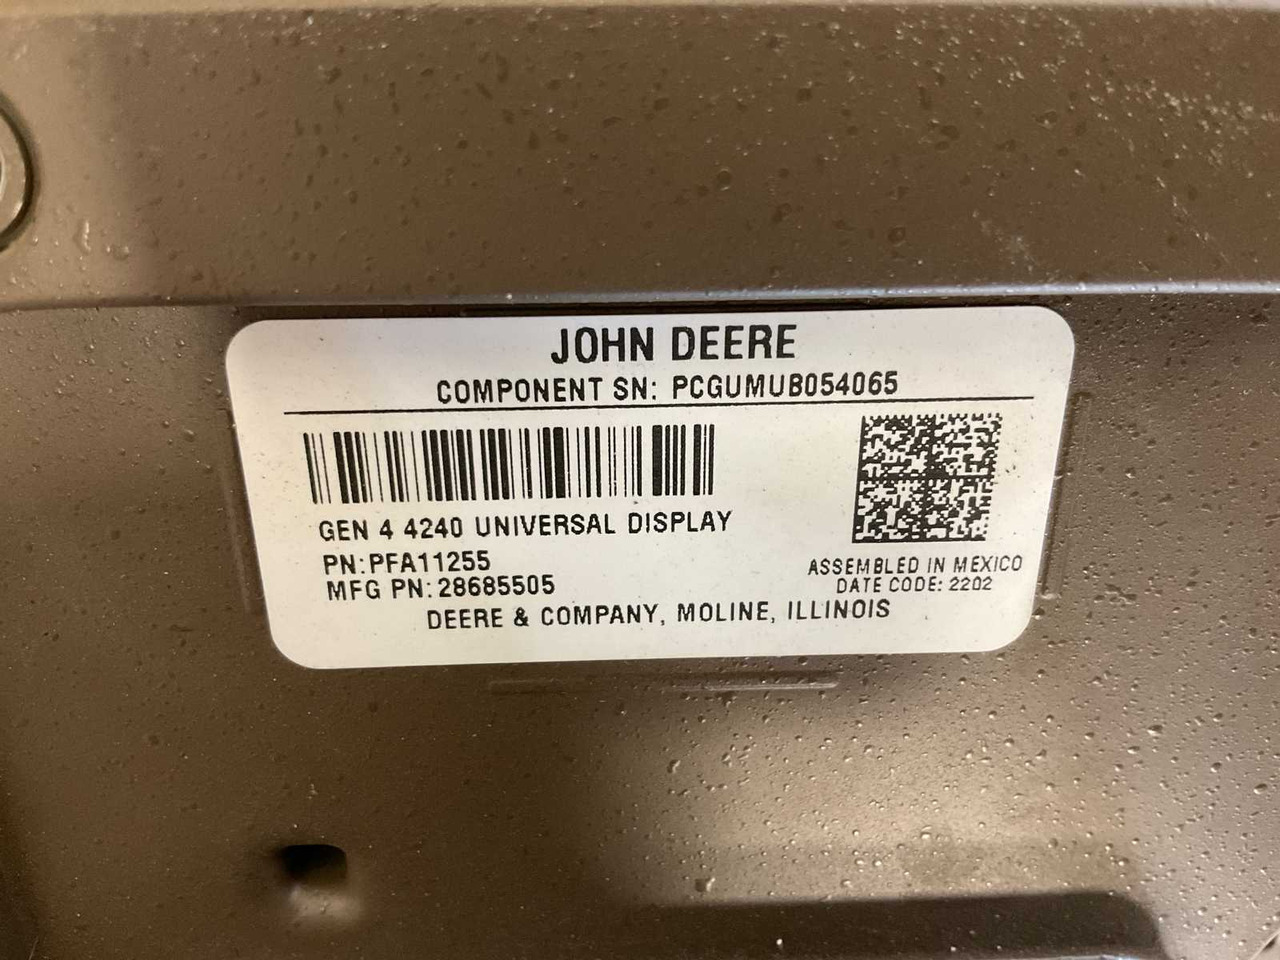 JOHN DEERE
COMPONENT SN: PCGUMUB054065
GEN 4 4240 UNIVERSAL DISPLAY
PN:PFA11255
MFG PN: 28685505
ASSEMBLED IN MEXICO
DATE CODE: 2202
DEERE & COMPANY, MOLINE, ILLINOIS